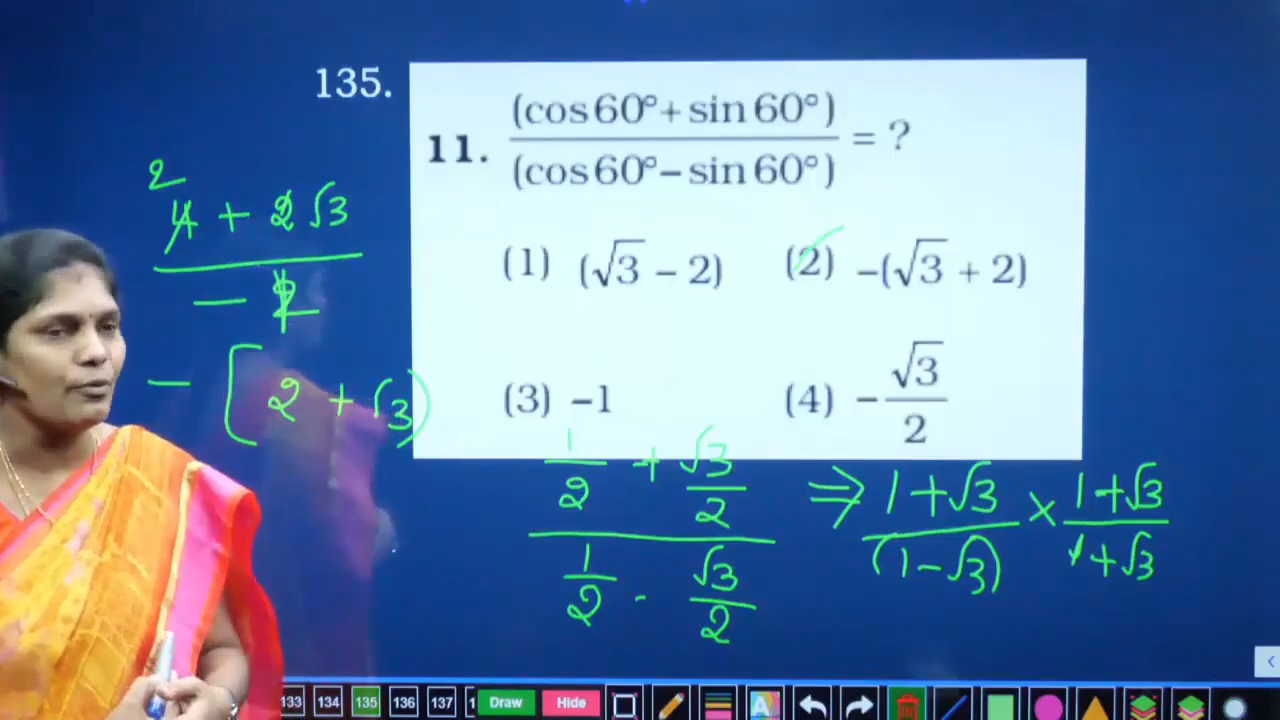 135.
11. (cos 60° + sin 60°) / (cos 60° – sin 60°) = ?
(1) (√3 – 2) (2) –(√3 + 2)
(3) –1 (4) –√3/2
2
4 + 2√3
– 2
– [2 + √3)
1/2 + √3/2 ⇒ 1 + √3 / (1 – √3) × 1 + √3 / 1 + √3
1/2 - √3/2
133 134 135 136 137 Draw Hide